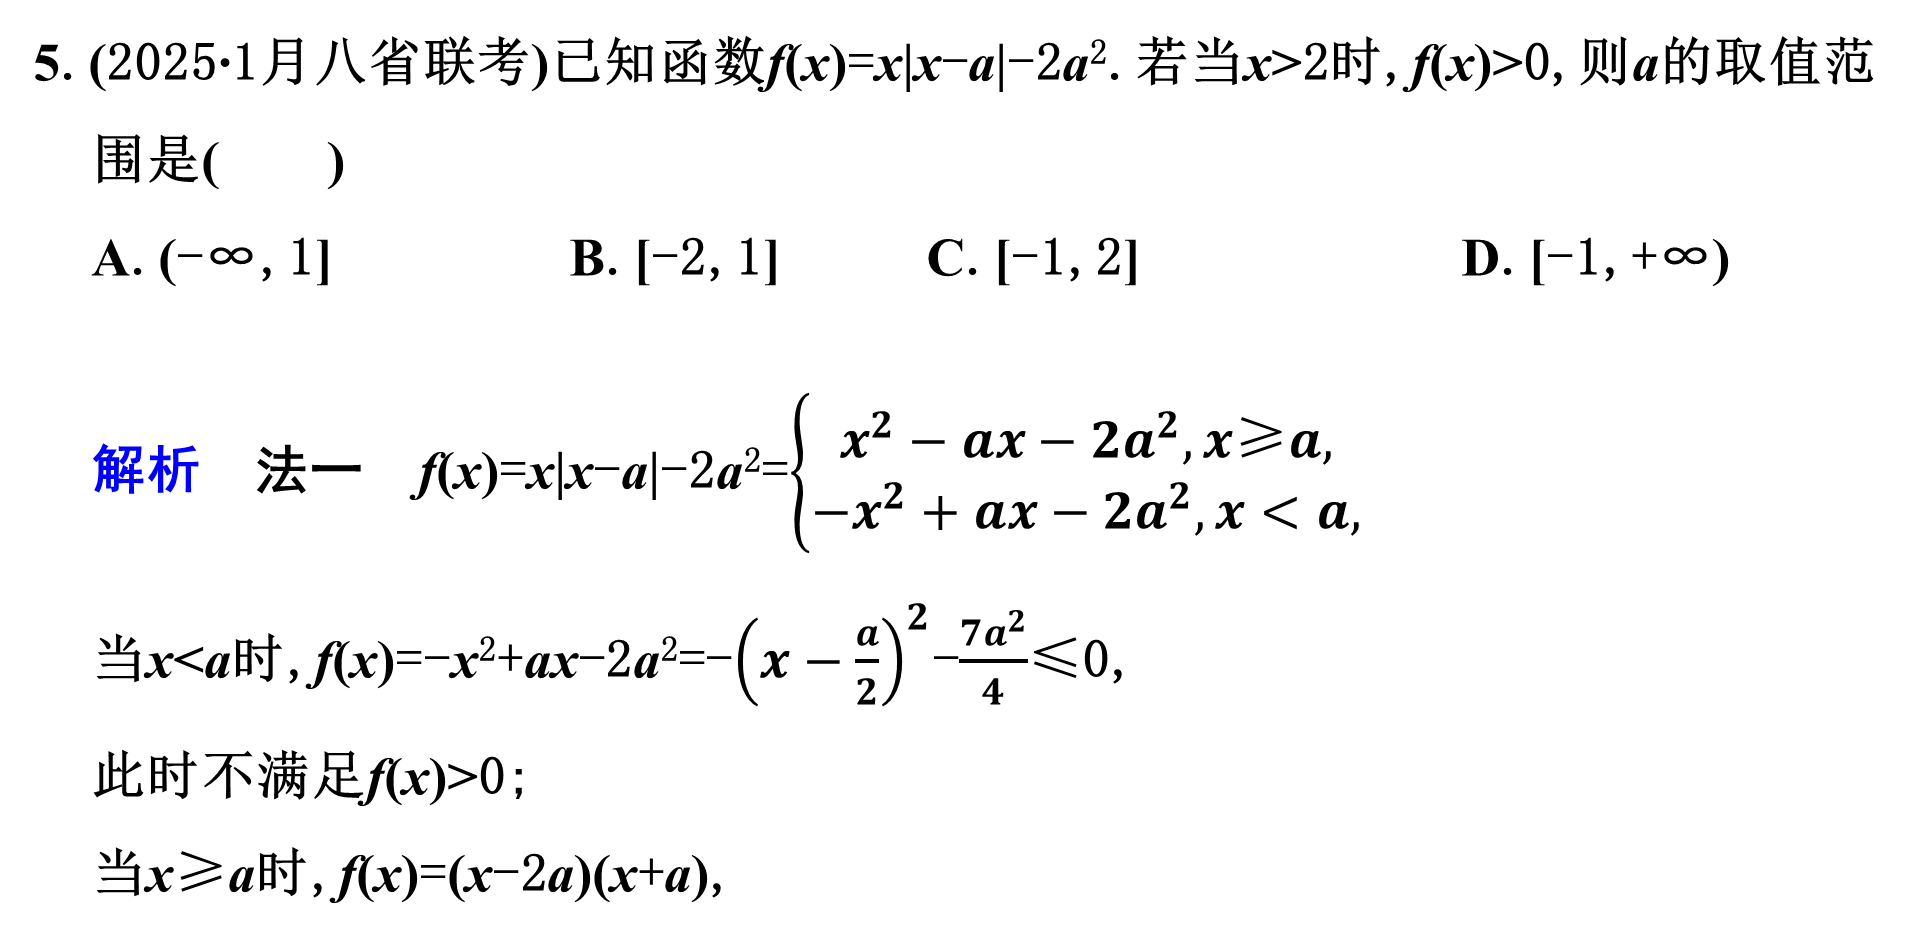 5. (2025·1月八省联考)已知函数f(x)=x|x-a|-2a². 若当x>2时, f(x)>0, 则a的取值范
围是(　　)
A. (-∞, 1]　B. [-2, 1]　C. [-1, 2]　D. [-1, +∞)
解析　法一　f(x)=x|x-a|-2a²={x² - ax - 2a², x⩾a, -x² + ax - 2a², x < a,
当x<a时, f(x)=-x²+ax-2a²=-(x - a/2)²-7a²/4⩽0,
此时不满足f(x)>0;
当x⩾a时, f(x)=(x-2a)(x+a),